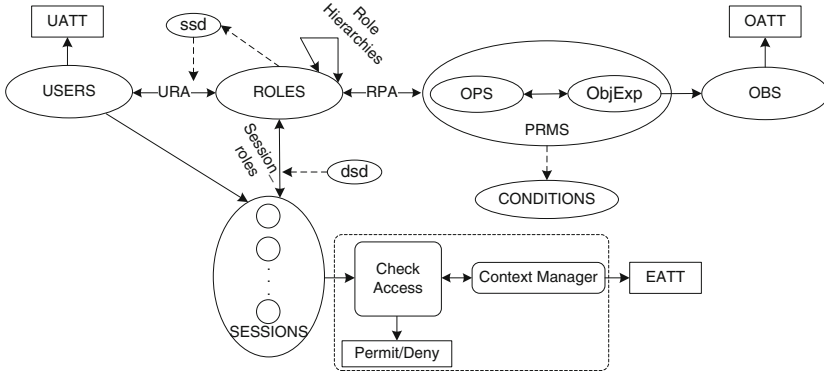 UATT
ssd
Role
Hierarchies
OATT
USERS
URA
ROLES
RPA
OPS
ObjExp
OBS
PRMS
Session_
roles
dsd
CONDITIONS
Check
Access
Context Manager
EATT
SESSIONS
Permit/Deny